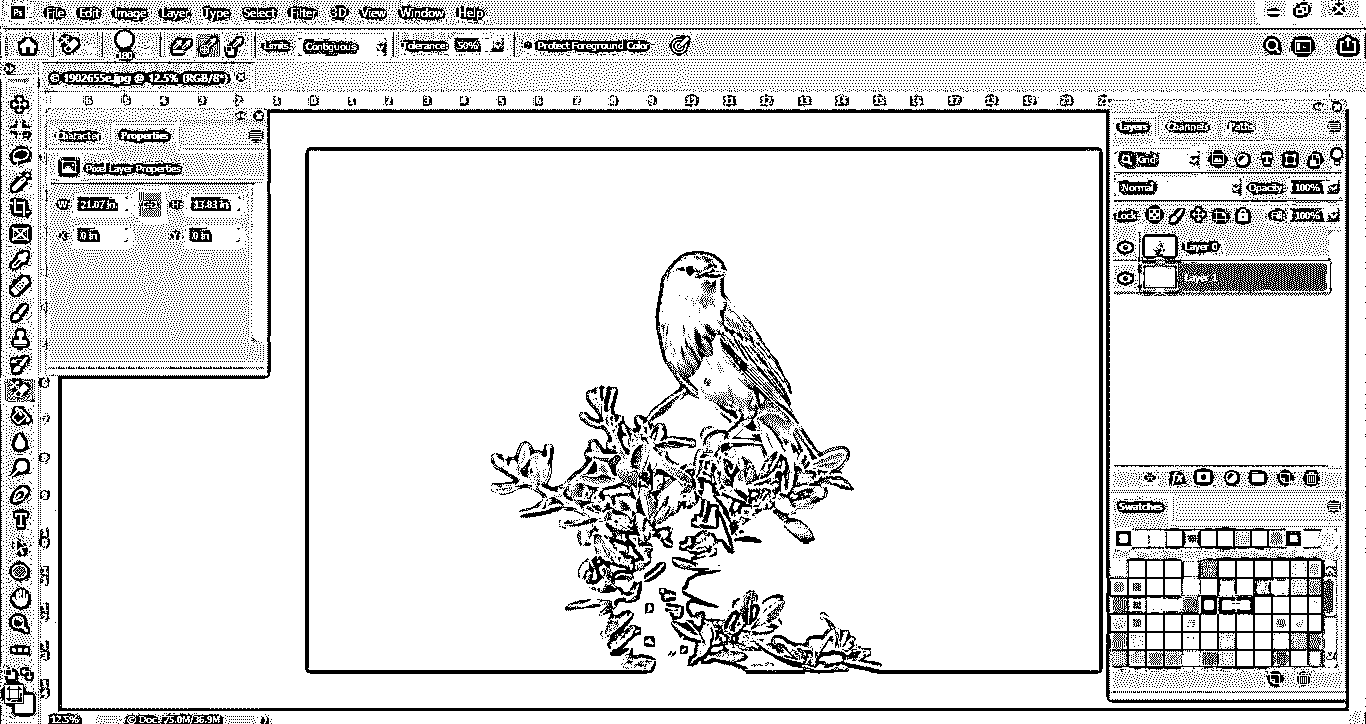 Ps File Edit Image Layer Type Select Filter 3D View Window Help
Limits: Contiguous Tolerance: 50% Protect Foreground Color
© 1902655e.jpg @ 12.5% (RGB/8*)
Character Properties
Pixel Layer Properties
W: 21.07 in H: 13.83 in
X: 0 in Y: 0 in
Layers Channels Paths
Kind
Normal Opacity: 100%
Lock: Fill: 100%
Layer 0
Layer 1
Swatches
12.5% Doc: 75.0M/36.9M